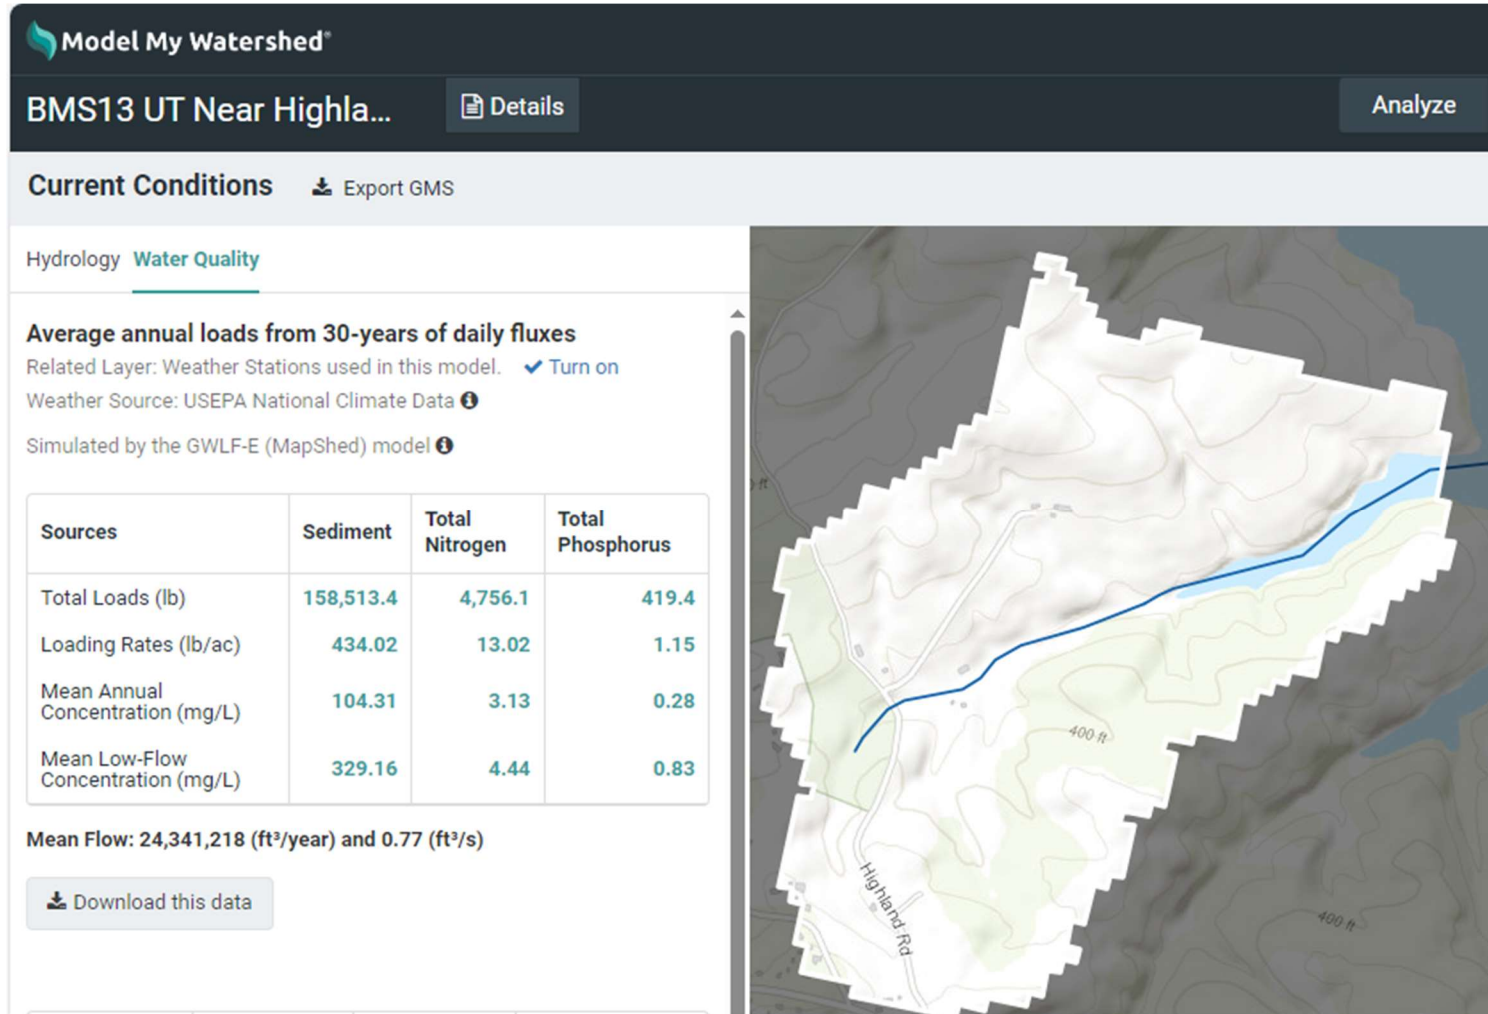 Model My Watershed®
BMS13 UT Near Highla...
Details
Analyze
Current Conditions
Export GMS
Hydrology
Water Quality
Average annual loads from 30-years of daily fluxes
Related Layer: Weather Stations used in this model. Turn on
Weather Source: USEPA National Climate Data
Simulated by the GWLF-E (MapShed) model
Sources Sediment Total Nitrogen Total Phosphorus
Total Loads (lb) 158,513.4 4,756.1 419.4
Loading Rates (lb/ac) 434.02 13.02 1.15
Mean Annual Concentration (mg/L) 104.31 3.13 0.28
Mean Low-Flow Concentration (mg/L) 329.16 4.44 0.83
Mean Flow: 24,341,218 (ft³/year) and 0.77 (ft³/s)
Download this data
400 ft
Highland Rd
400 ft